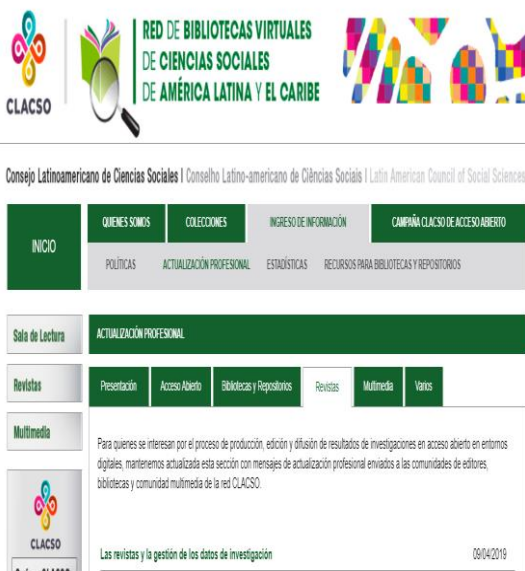 CLACSO
RED DE BIBLIOTECAS VIRTUALES
DE CIENCIAS SOCIALES
DE AMÉRICA LATINA Y EL CARIBE
Consejo Latinoamericano de Ciencias Sociales | Conselho Latino-americano de Ciências Sociais | Latin American Council of Social Sciences
INICIO
QUIENES SOMOS
COLECCIONES
INGRESO DE INFORMACIÓN
CAMPAÑA CLACSO DE ACCESO ABIERTO
POLÍTICAS
ACTUALIZACIÓN PROFESIONAL
ESTADÍSTICAS
RECURSOS PARA BIBLIOTECAS Y REPOSITORIOS
Sala de Lectura
Revistas
Multimedia
CLACSO
ACTUALIZACIÓN PROFESIONAL
Presentación
Acceso Abierto
Bibliotecas y Repositorios
Revistas
Multimedia
Varios
Para quienes se interesan por el proceso de producción, edición y difusión de resultados de investigaciones en acceso abierto en entornos
digitales, mantenemos actualizada esta sección con mensajes de actualización profesional enviados a las comunidades de editores,
bibliotecas y comunidad multimedia de la red CLACSO.
Las revistas y la gestión de los datos de investigación 09/04/2019